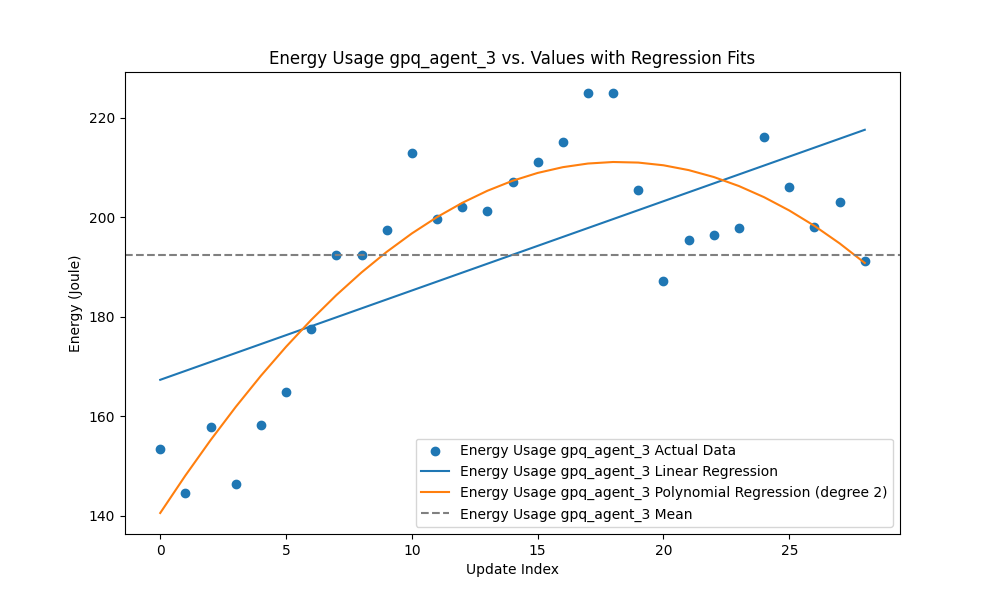 Energy Usage gpq_agent_3 vs. Values with Regression Fits
Energy (Joule)
220
200
180
160
140
Energy Usage gpq_agent_3 Actual Data
Energy Usage gpq_agent_3 Linear Regression
Energy Usage gpq_agent_3 Polynomial Regression (degree 2)
Energy Usage gpq_agent_3 Mean
0 5 10 15 20 25
Update Index